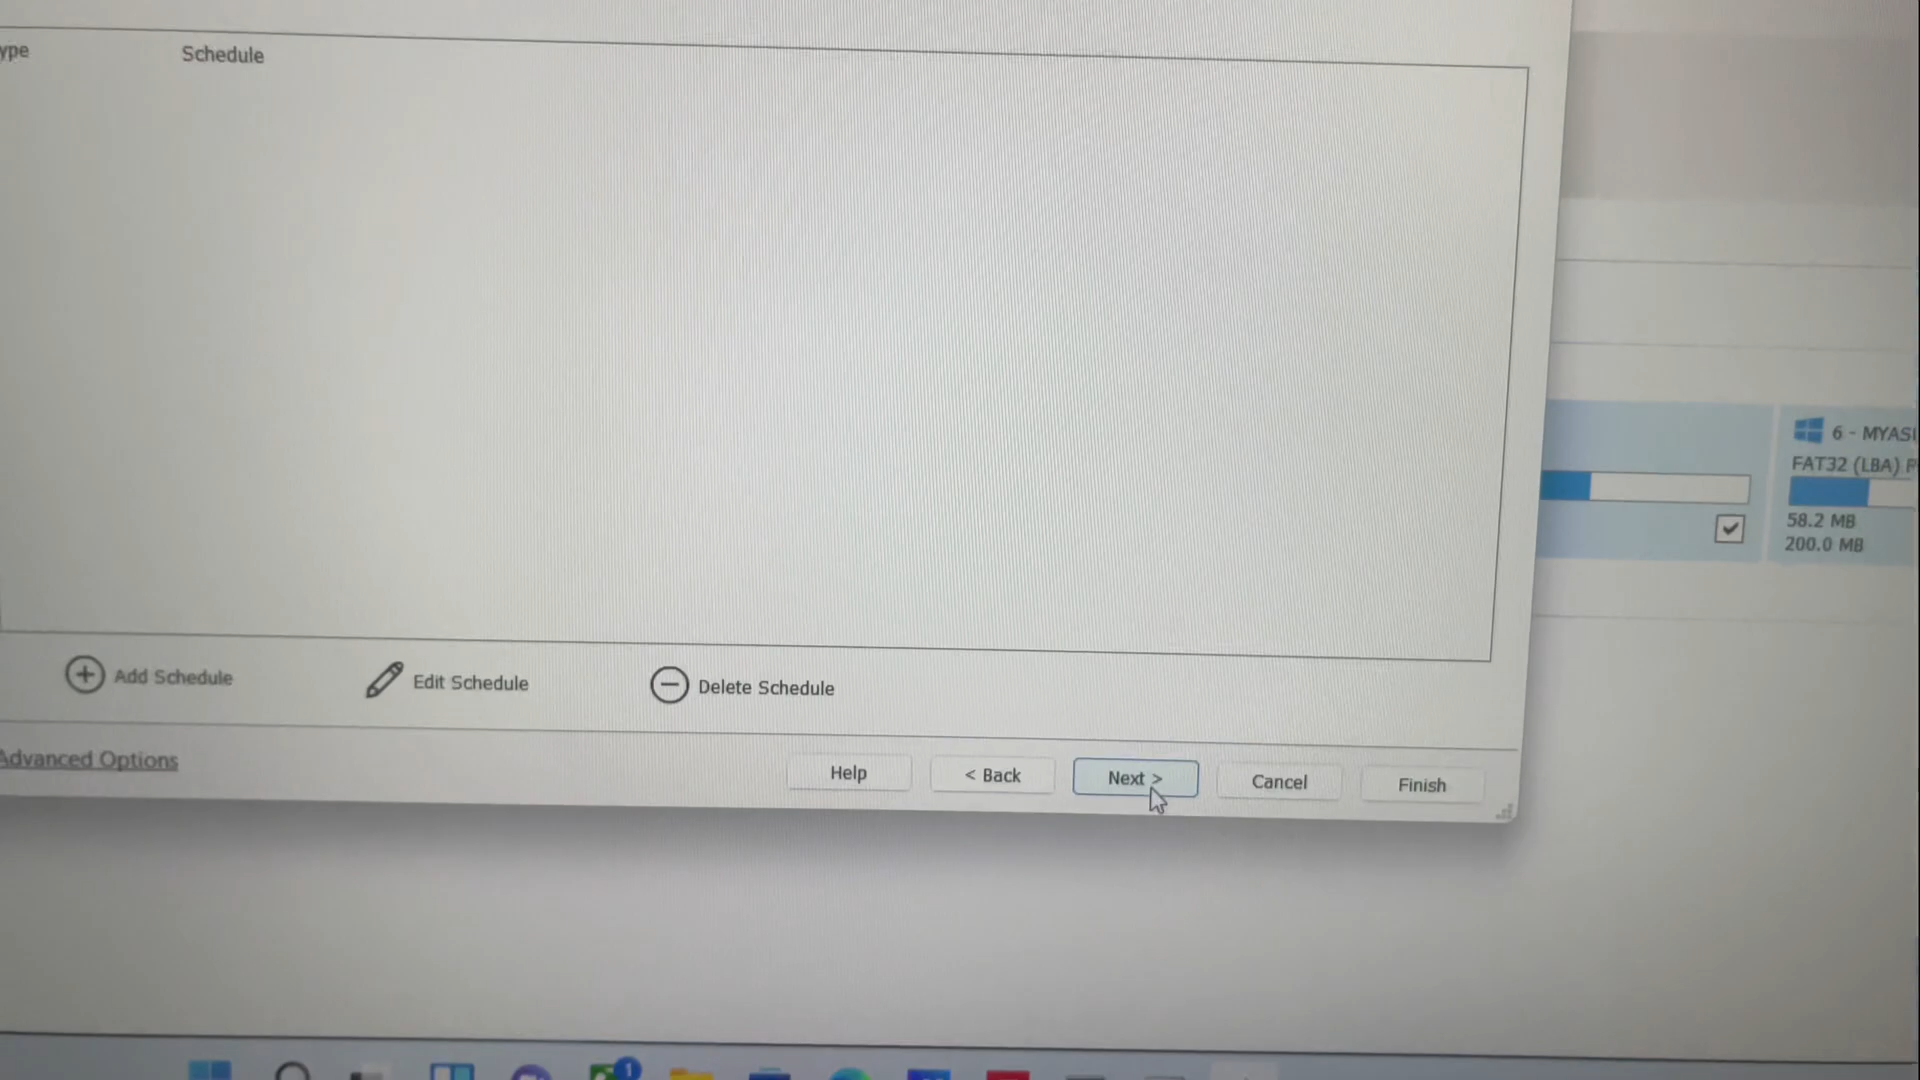 Schedule
6 - MYASI
FAT32 (LBA) P
58.2 MB
200.0 MB
Add Schedule
Edit Schedule
Delete Schedule
Advanced Options
Help
< Back
Next >
Cancel
Finish
1